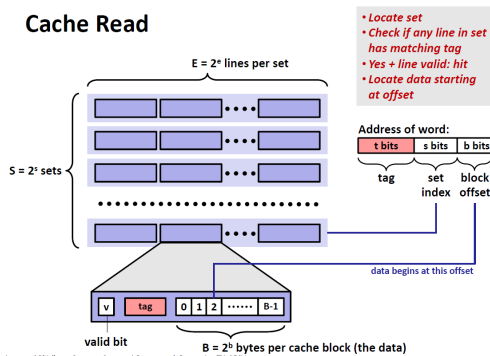 Cache Read
• Locate set
• Check if any line in set
has matching tag
• Yes + line valid: hit
• Locate data starting
at offset
E = 2ᵉ lines per set
S = 2ˢ sets
Address of word:
t bits s bits b bits
tag set index block offset
data begins at this offset
v tag 0 1 2 •••••• B-1
valid bit
B = 2ᵇ bytes per cache block (the data)